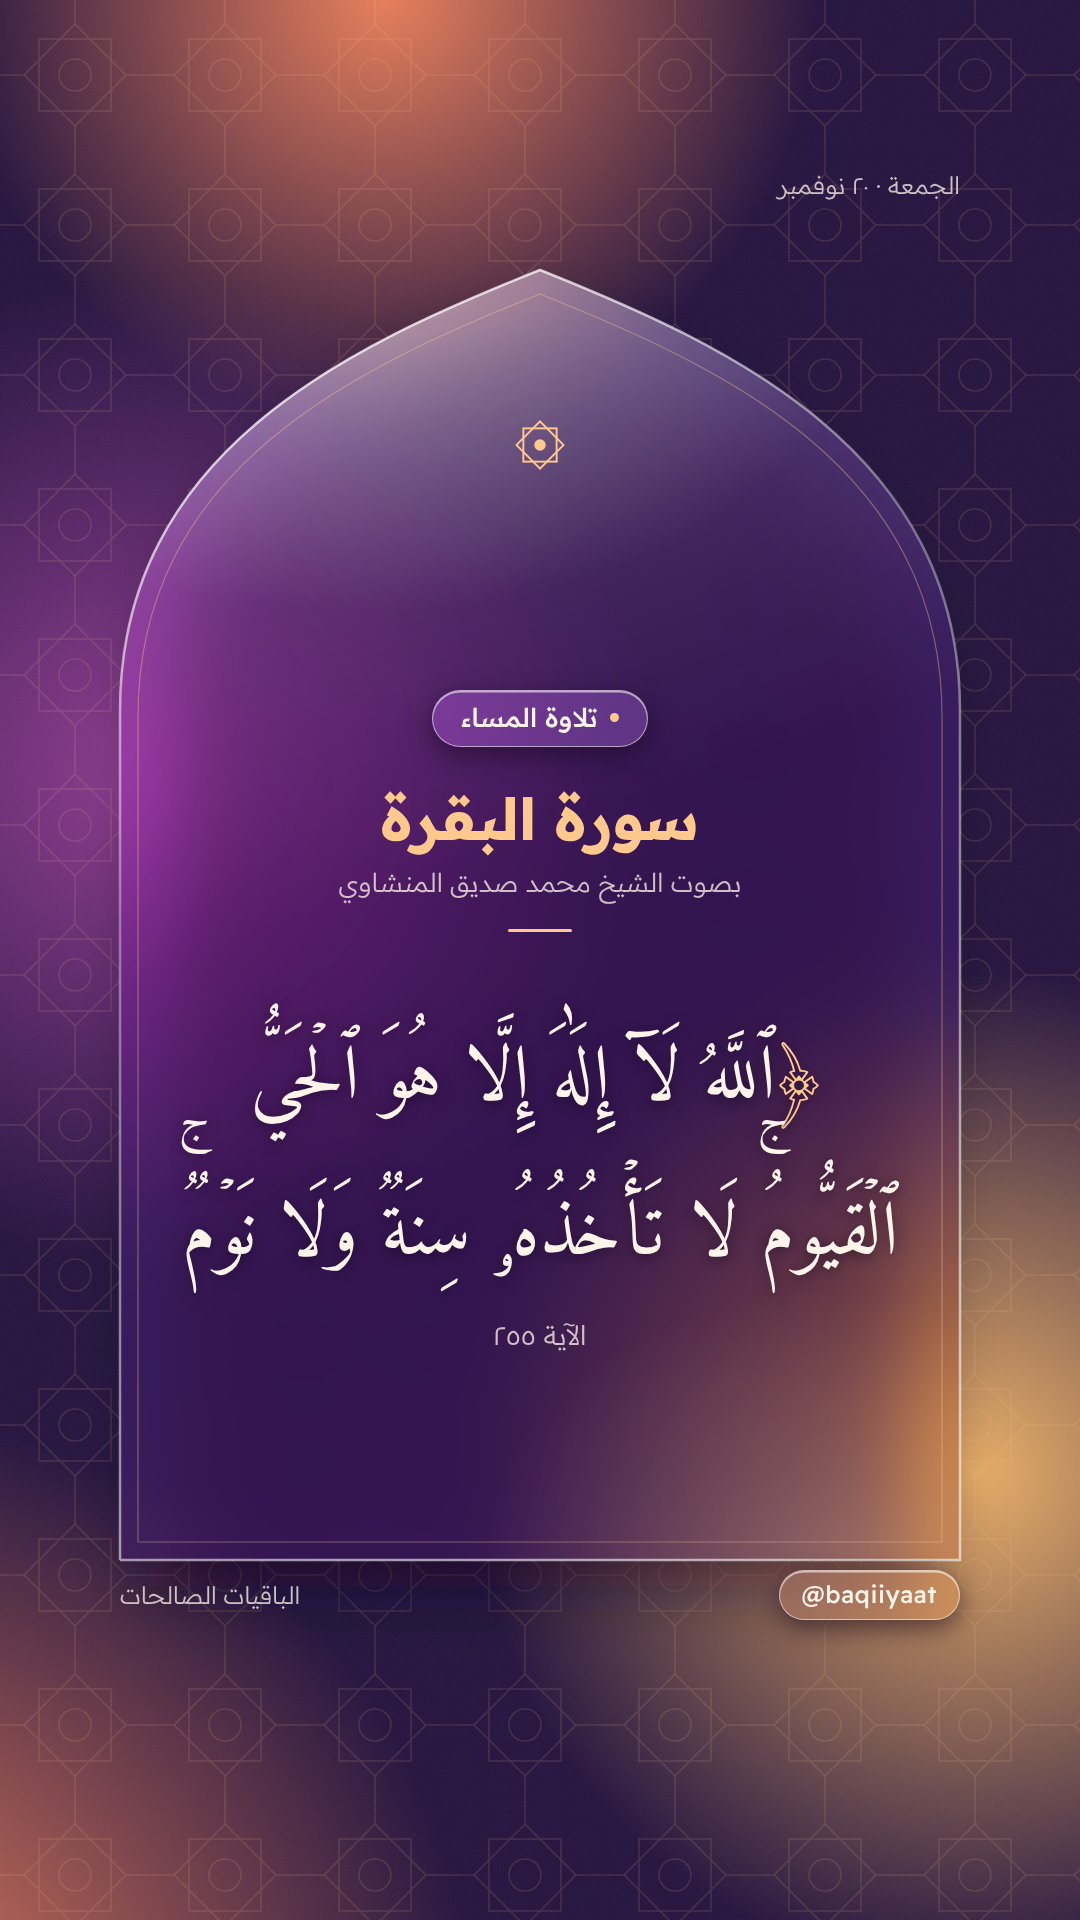 الجمعة · ٢٠ نوفمبر
تلاوة المساء
سورة البقرة
بصوت الشيخ محمد صديق المنشاوي
﴿ٱللَّهُ لَآ إِلَٰهَ إِلَّا هُوَ ٱلۡحَيُّ
ٱلۡقَيُّومُۚ لَا تَأۡخُذُهُۥ سِنَةٞ وَلَا نَوۡمٞۚ
الآية ٢٥٥
@baqiiyaat
الباقيات الصالحات